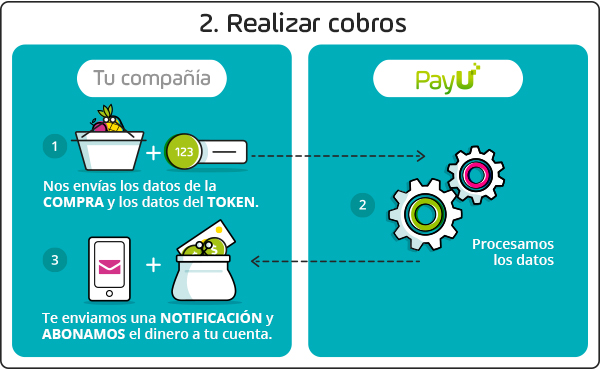 2. Realizar cobros
Tu compañía
PayU
1
123
Nos envías los datos de la
COMPRA y los datos del TOKEN.
2
Procesamos
los datos
3
$
Te enviamos una NOTIFICACIÓN y
ABONAMOS el dinero a tu cuenta.